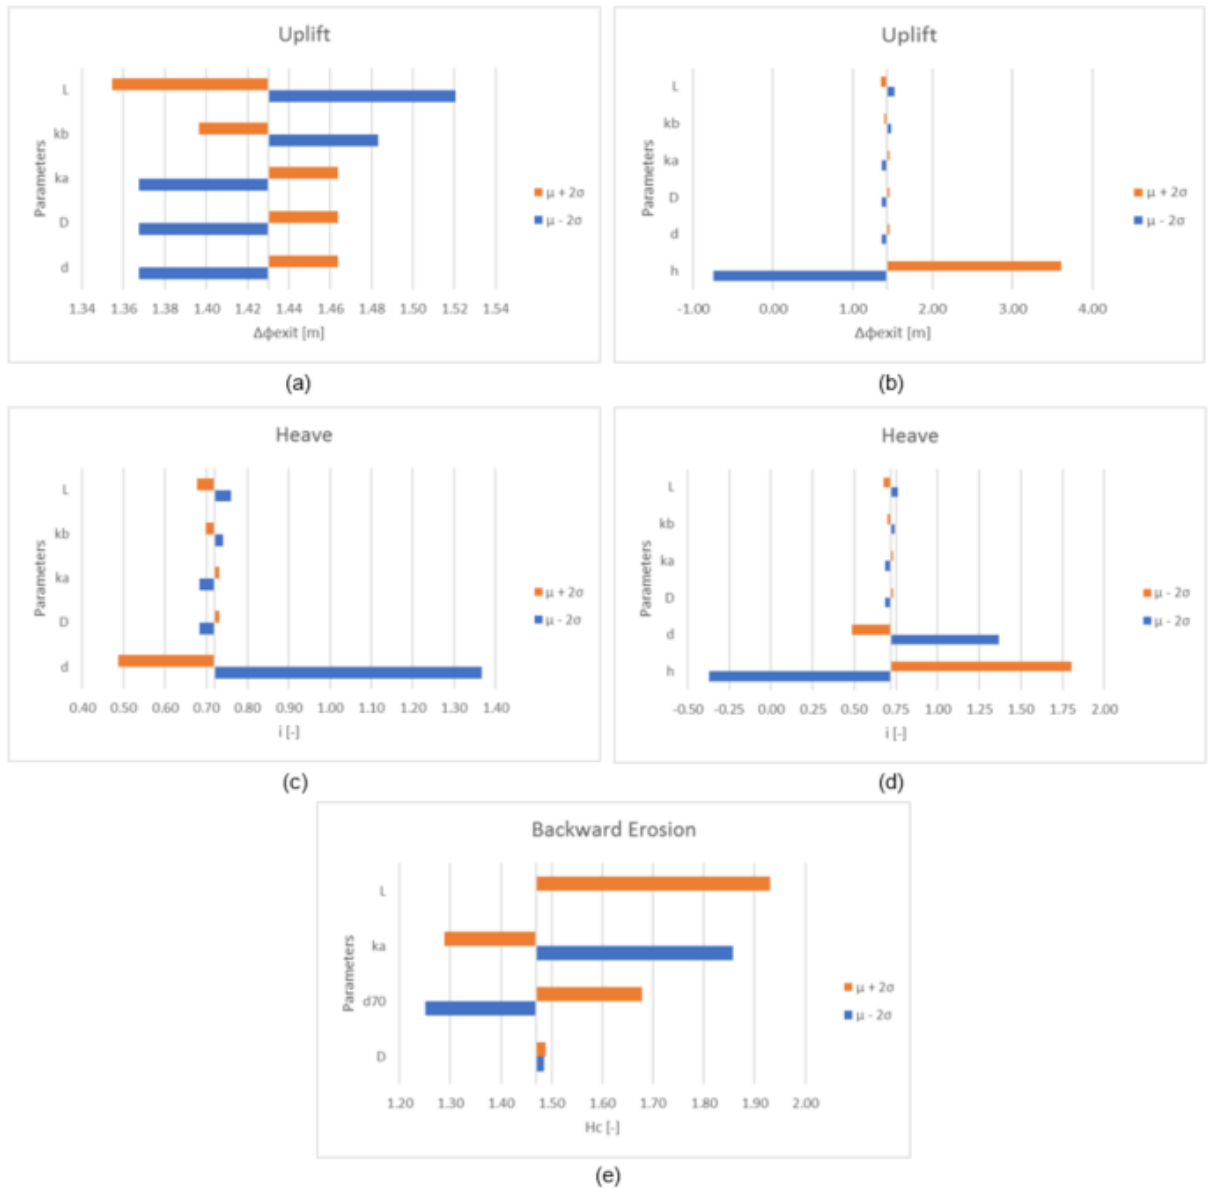 Uplift
Parameters
L
kb
ka
D
d
1.34 1.36 1.38 1.40 1.42 1.44 1.46 1.48 1.50 1.52 1.54
Δϕexit [m]
μ + 2σ
μ - 2σ
(a)
Uplift
Parameters
L
kb
ka
D
d
h
-1.00 0.00 1.00 2.00 3.00 4.00
Δϕexit [m]
μ + 2σ
μ - 2σ
(b)
Heave
Parameters
L
kb
ka
D
d
0.40 0.50 0.60 0.70 0.80 0.90 1.00 1.10 1.20 1.30 1.40
i [-]
μ + 2σ
μ - 2σ
(c)
Heave
Parameters
L
kb
ka
D
d
h
-0.50 -0.25 0.00 0.25 0.50 0.75 1.00 1.25 1.50 1.75 2.00
i [-]
μ - 2σ
μ - 2σ
(d)
Backward Erosion
Parameters
L
ka
d70
D
1.20 1.30 1.40 1.50 1.60 1.70 1.80 1.90 2.00
Hc [-]
μ + 2σ
μ - 2σ
(e)